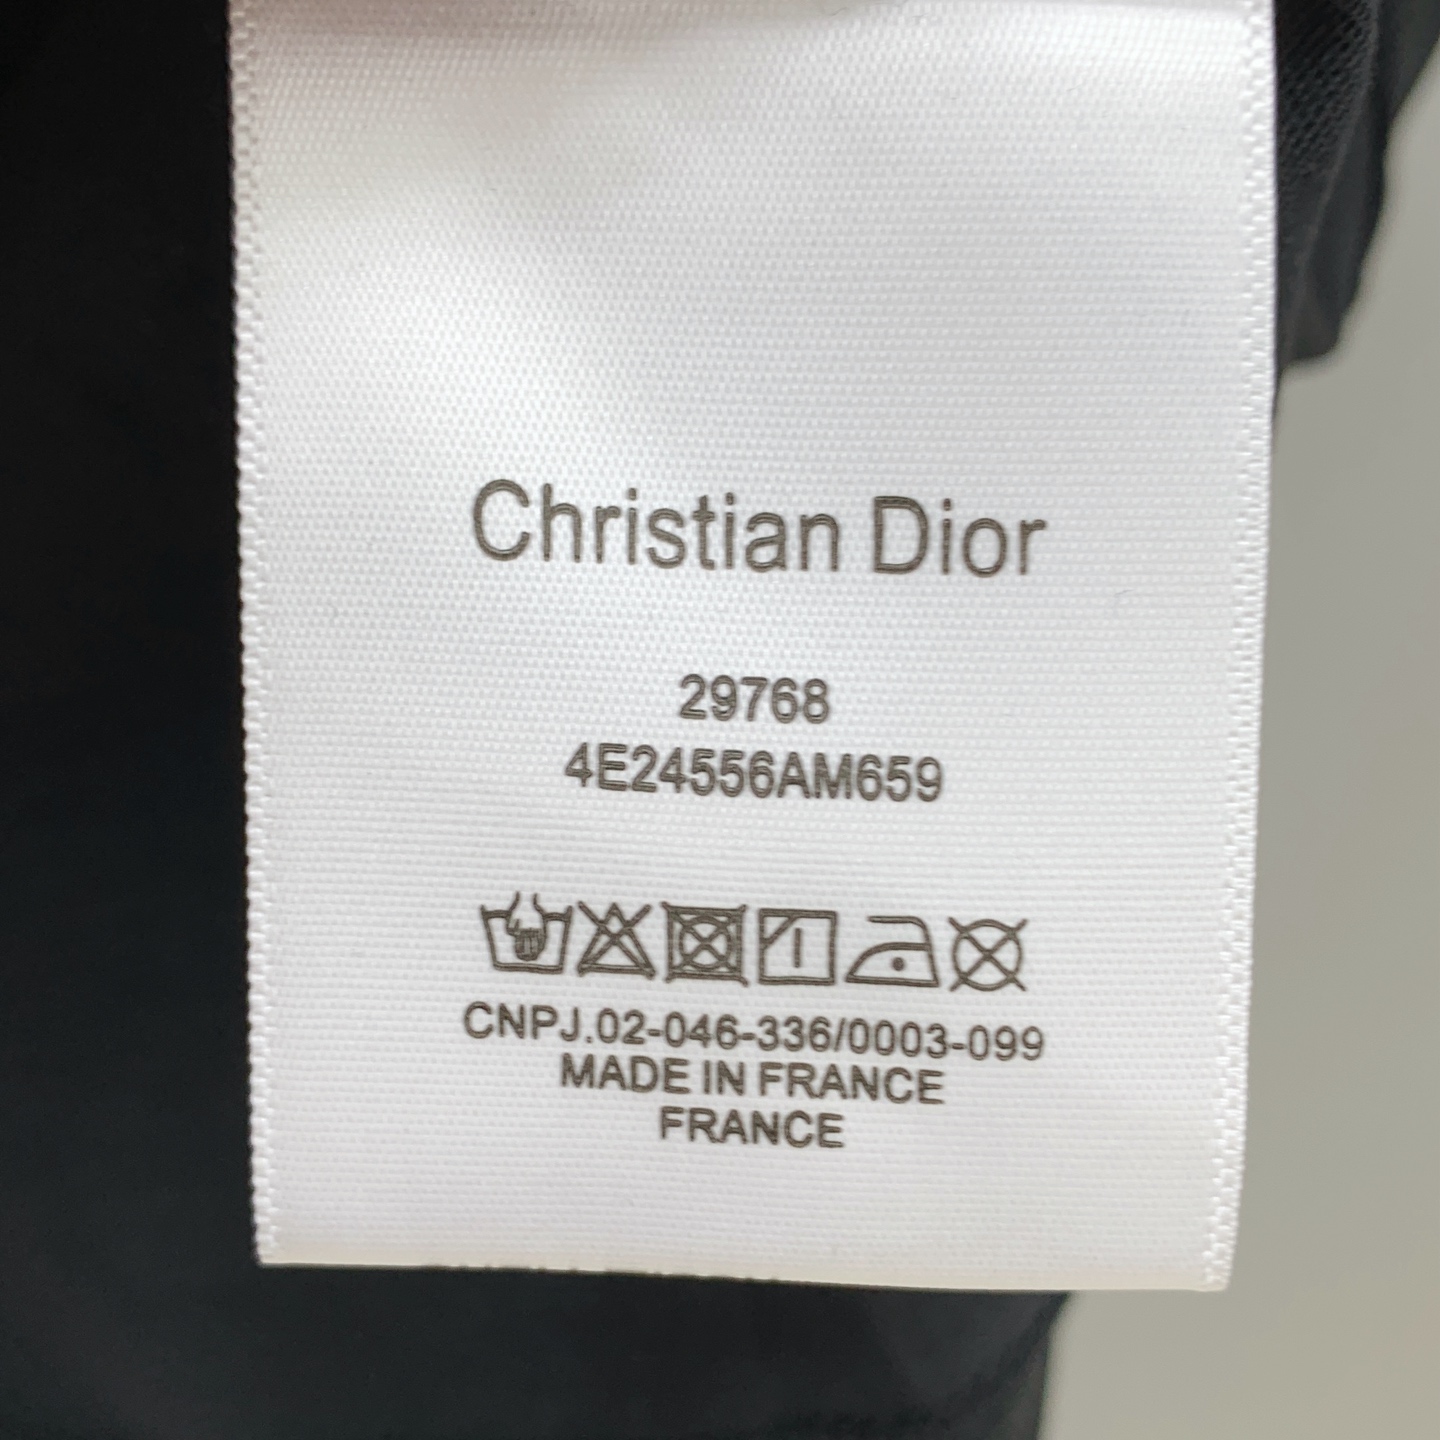 Christian Dior
29768
4E24556AM659
CNPJ.02-046-336/0003-099
MADE IN FRANCE
FRANCE